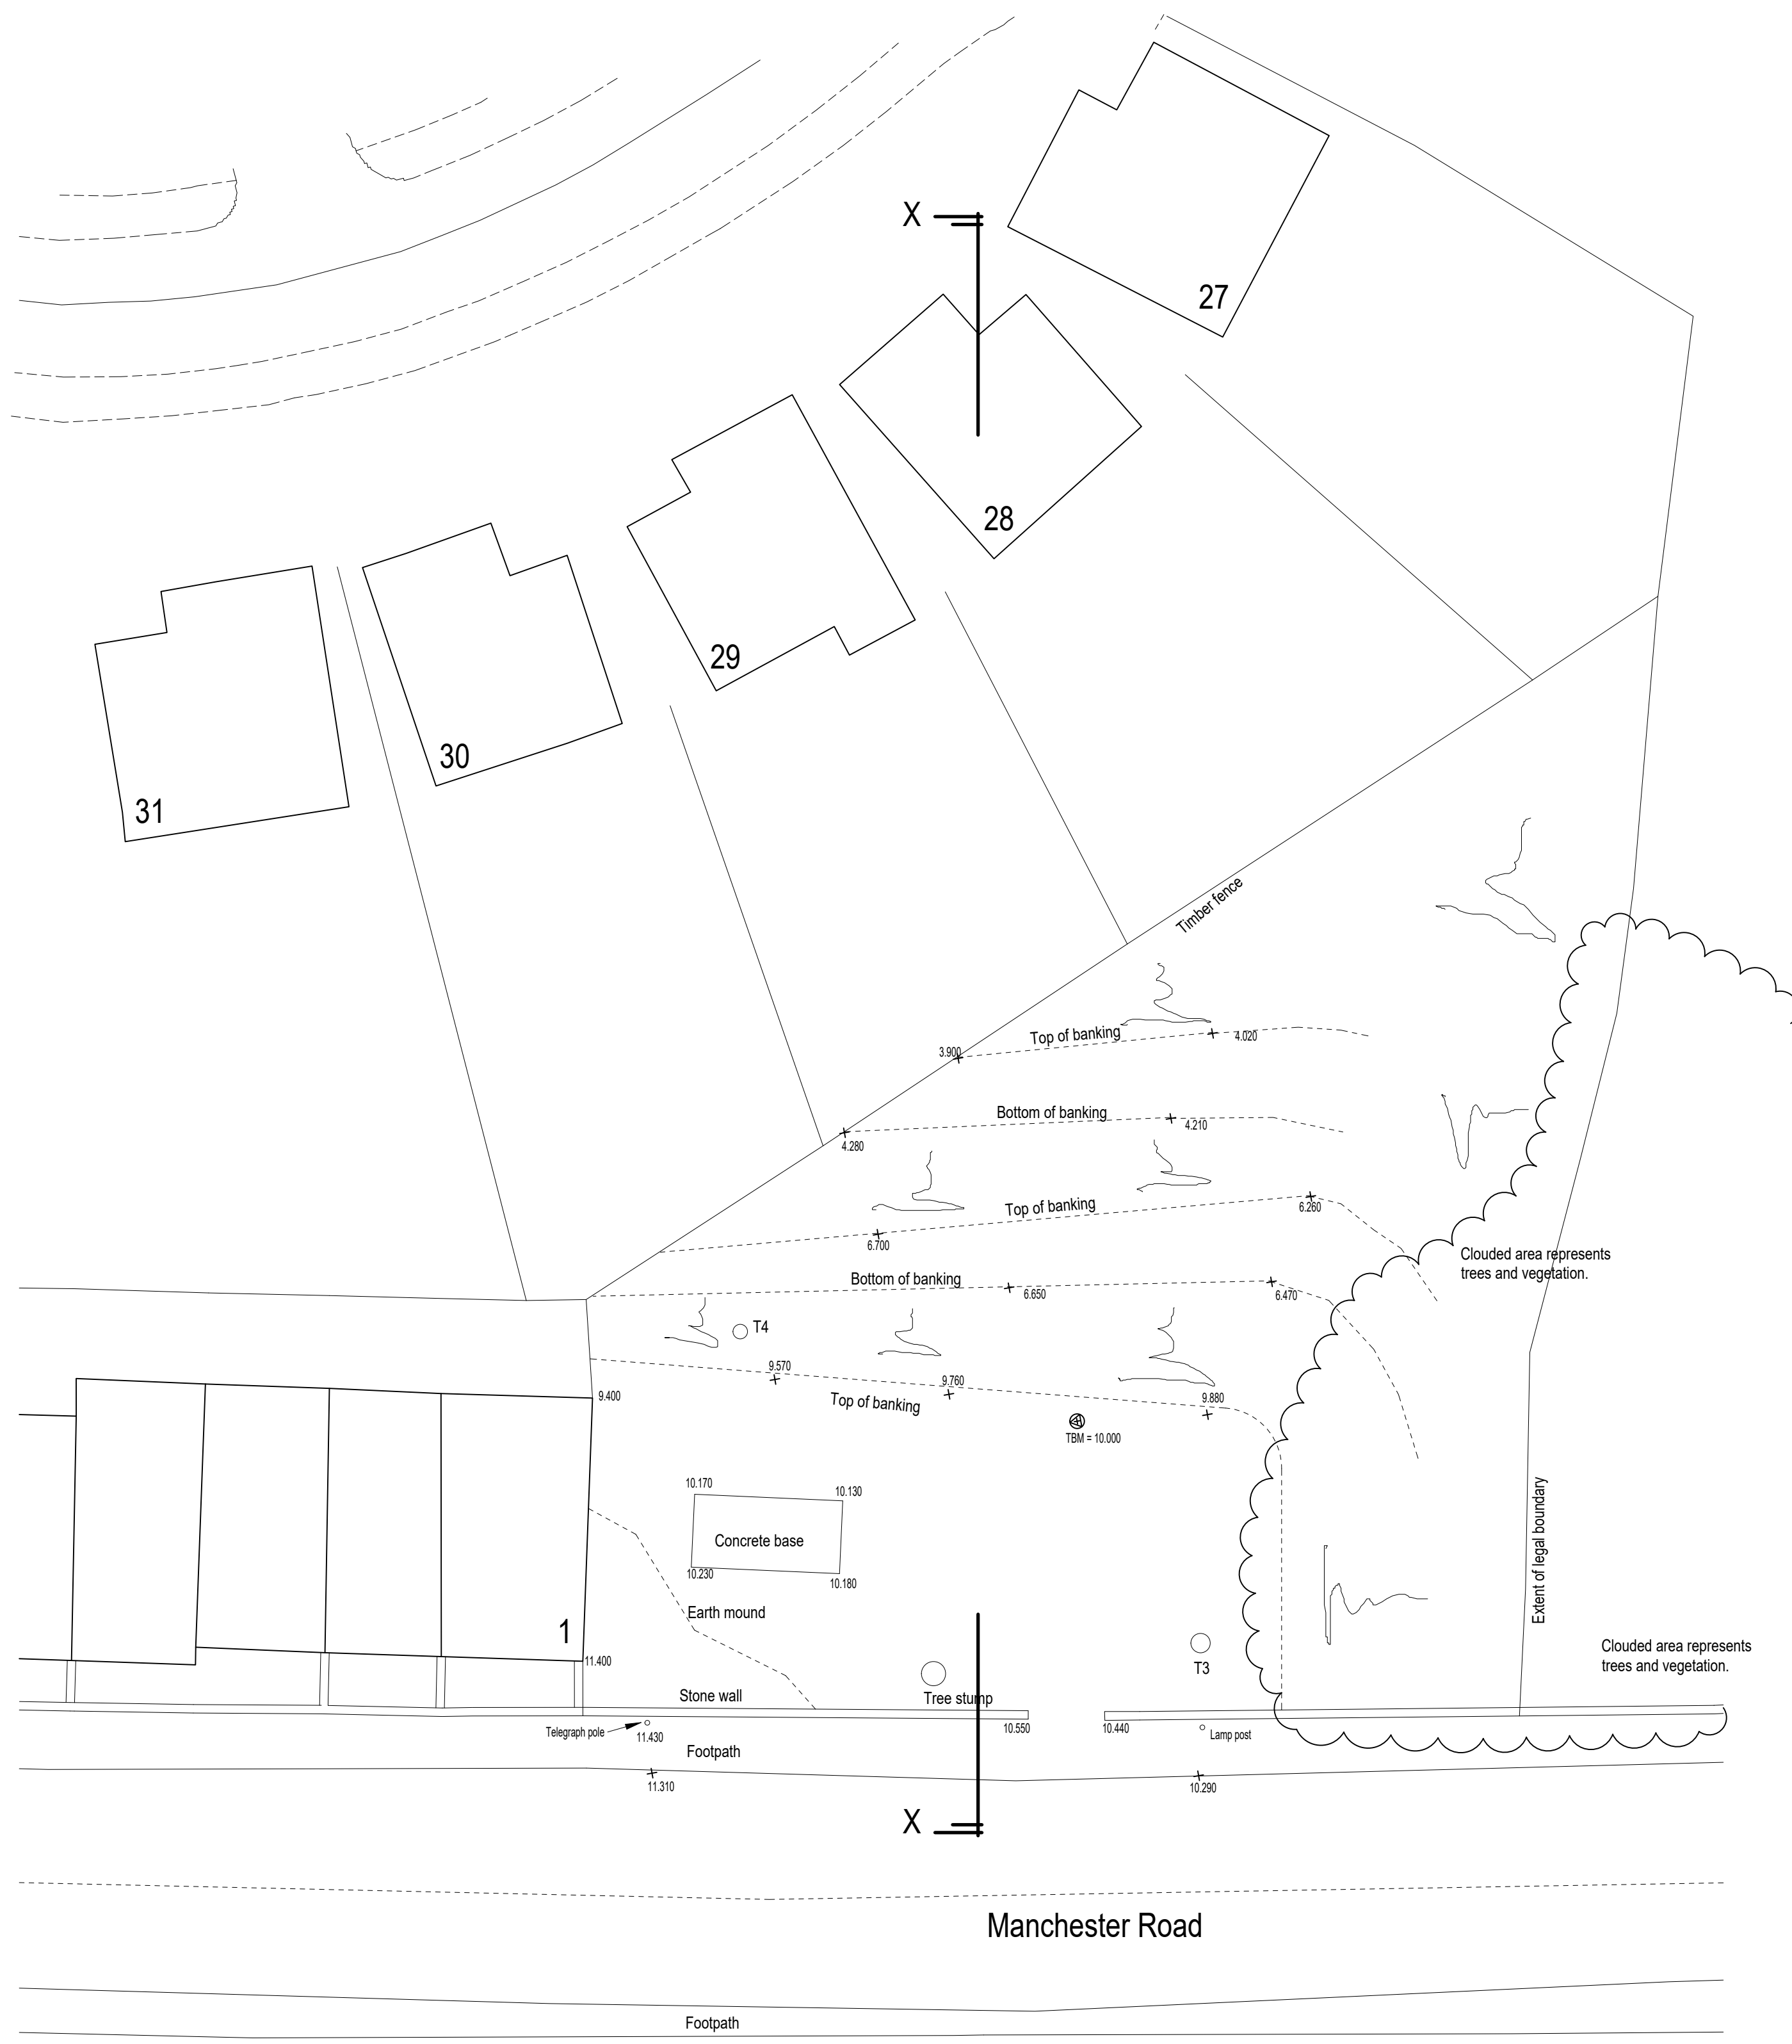 X
27
28
29
30
31
Timber fence
Top of banking
3.900
4.020
Bottom of banking
4.280
4.210
Top of banking
6.700
6.260
Clouded area represents
trees and vegetation.
Bottom of banking
6.650
6.470
T4
9.570
9.760
9.880
9.400
Top of banking
TBM = 10.000
10.170
10.130
Concrete base
10.230
10.180
Extent of legal boundary
Earth mound
1
11.400
T3
Clouded area represents
trees and vegetation.
Stone wall
Tree stump
Telegraph pole
11.430
10.550
10.440
Lamp post
Footpath
11.310
10.290
X
Manchester Road
Footpath